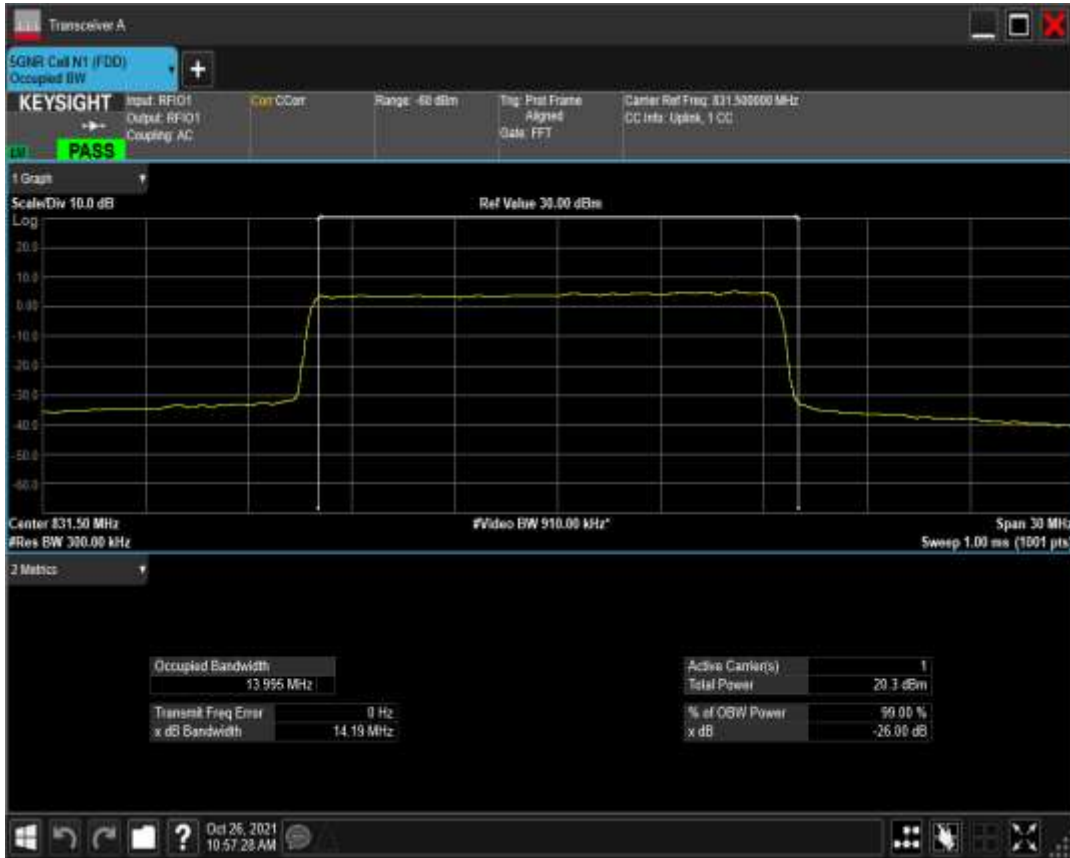 Transceiver A
5GNR Cell N1 (FDD)
Occupied BW
KEYSIGHT
Input: RFIO1
Output: RFIO1
Coupling: AC
Corr CCorr
Range: -60 dBm
Trig: Prot Frame
Aligned
Gate: FFT
Carrier Ref Freq: 831.500000 MHz
CC Info: Uplink, 1 CC
PASS
1 Graph
Scale/Div 10.0 dB
Ref Value 30.00 dBm
Log
20.0
10.0
0.00
-10.0
-20.0
-30.0
-40.0
-50.0
-60.0
Center 831.50 MHz
#Video BW 910.00 kHz*
Span 30 MHz
#Res BW 300.00 kHz
Sweep 1.00 ms (1001 pts)
2 Metrics
Occupied Bandwidth
13.995 MHz
Transmit Freq Error 0 Hz
x dB Bandwidth 14.19 MHz
Active Carrier(s) 1
Total Power 20.3 dBm
% of OBW Power 99.00 %
x dB -26.00 dB
Oct 26, 2021
10:57:28 AM